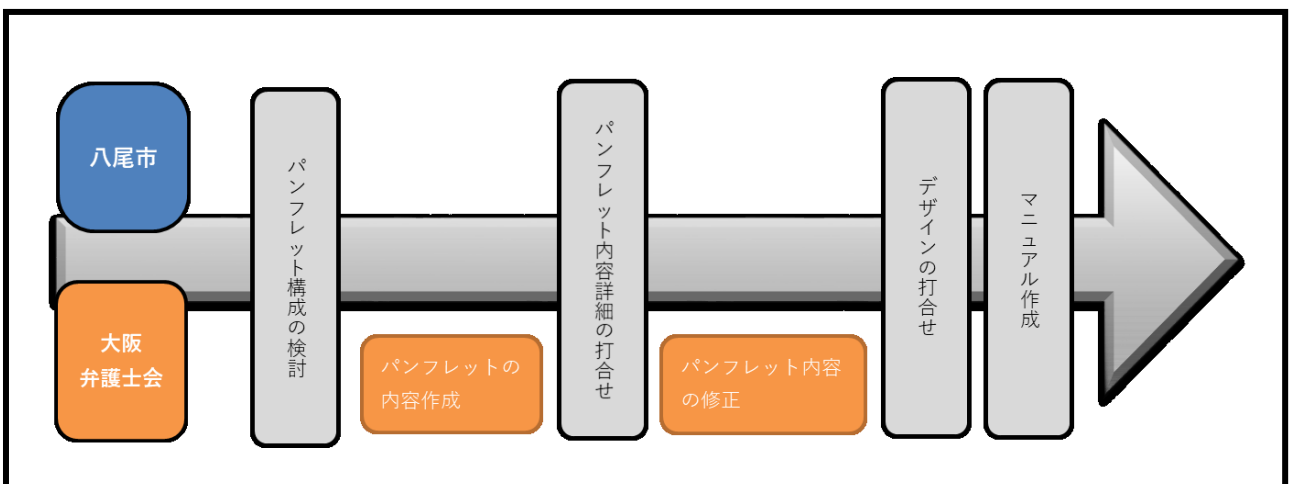 八尾市
大阪
弁護士会
パンフレット構成の検討
パンフレットの
内容作成
パンフレット内容詳細の打合せ
パンフレット内容
の修正
デザインの打合せ
マニュアル作成